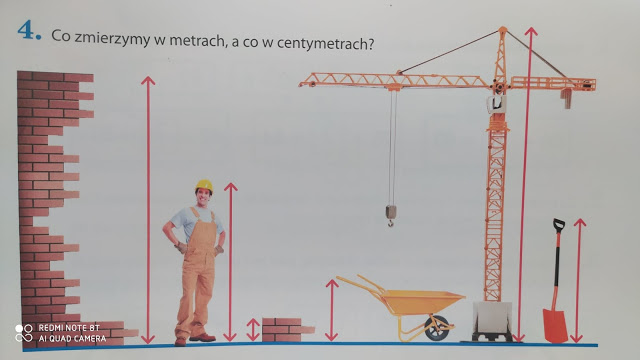 4. Co zmierzymy w metrach, a co w centymetrach?
REDMI NOTE 8T
AI QUAD CAMERA